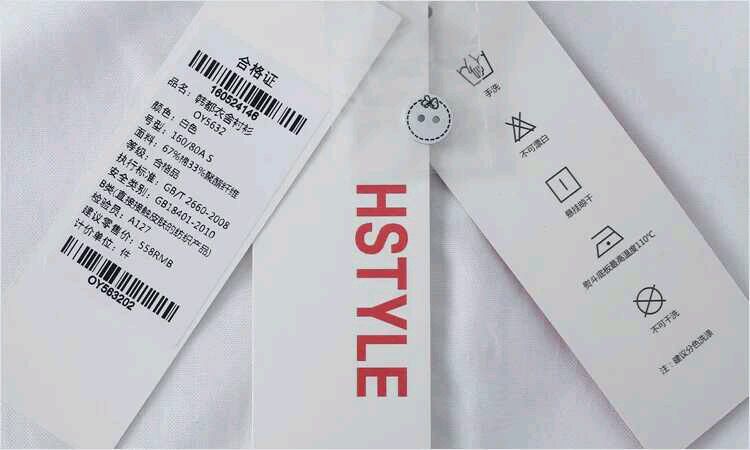 合格证
160524146
品名：韩都衣舍衬衫
OY5632
颜色：白色
号型：160/80A S
面料：67%棉33%聚酯纤维
等级：合格品
执行标准：GB/T 2660-2008
安全类别：GB18401-2010
B类(直接接触皮肤的纺织产品)
检验员：A127
建议零售价：558RMB
计价单位：件
OY563202
HSTYLE
手洗
不可漂白
悬挂晾干
熨斗底板最高温度110℃
不可干洗
注：建议分色洗涤